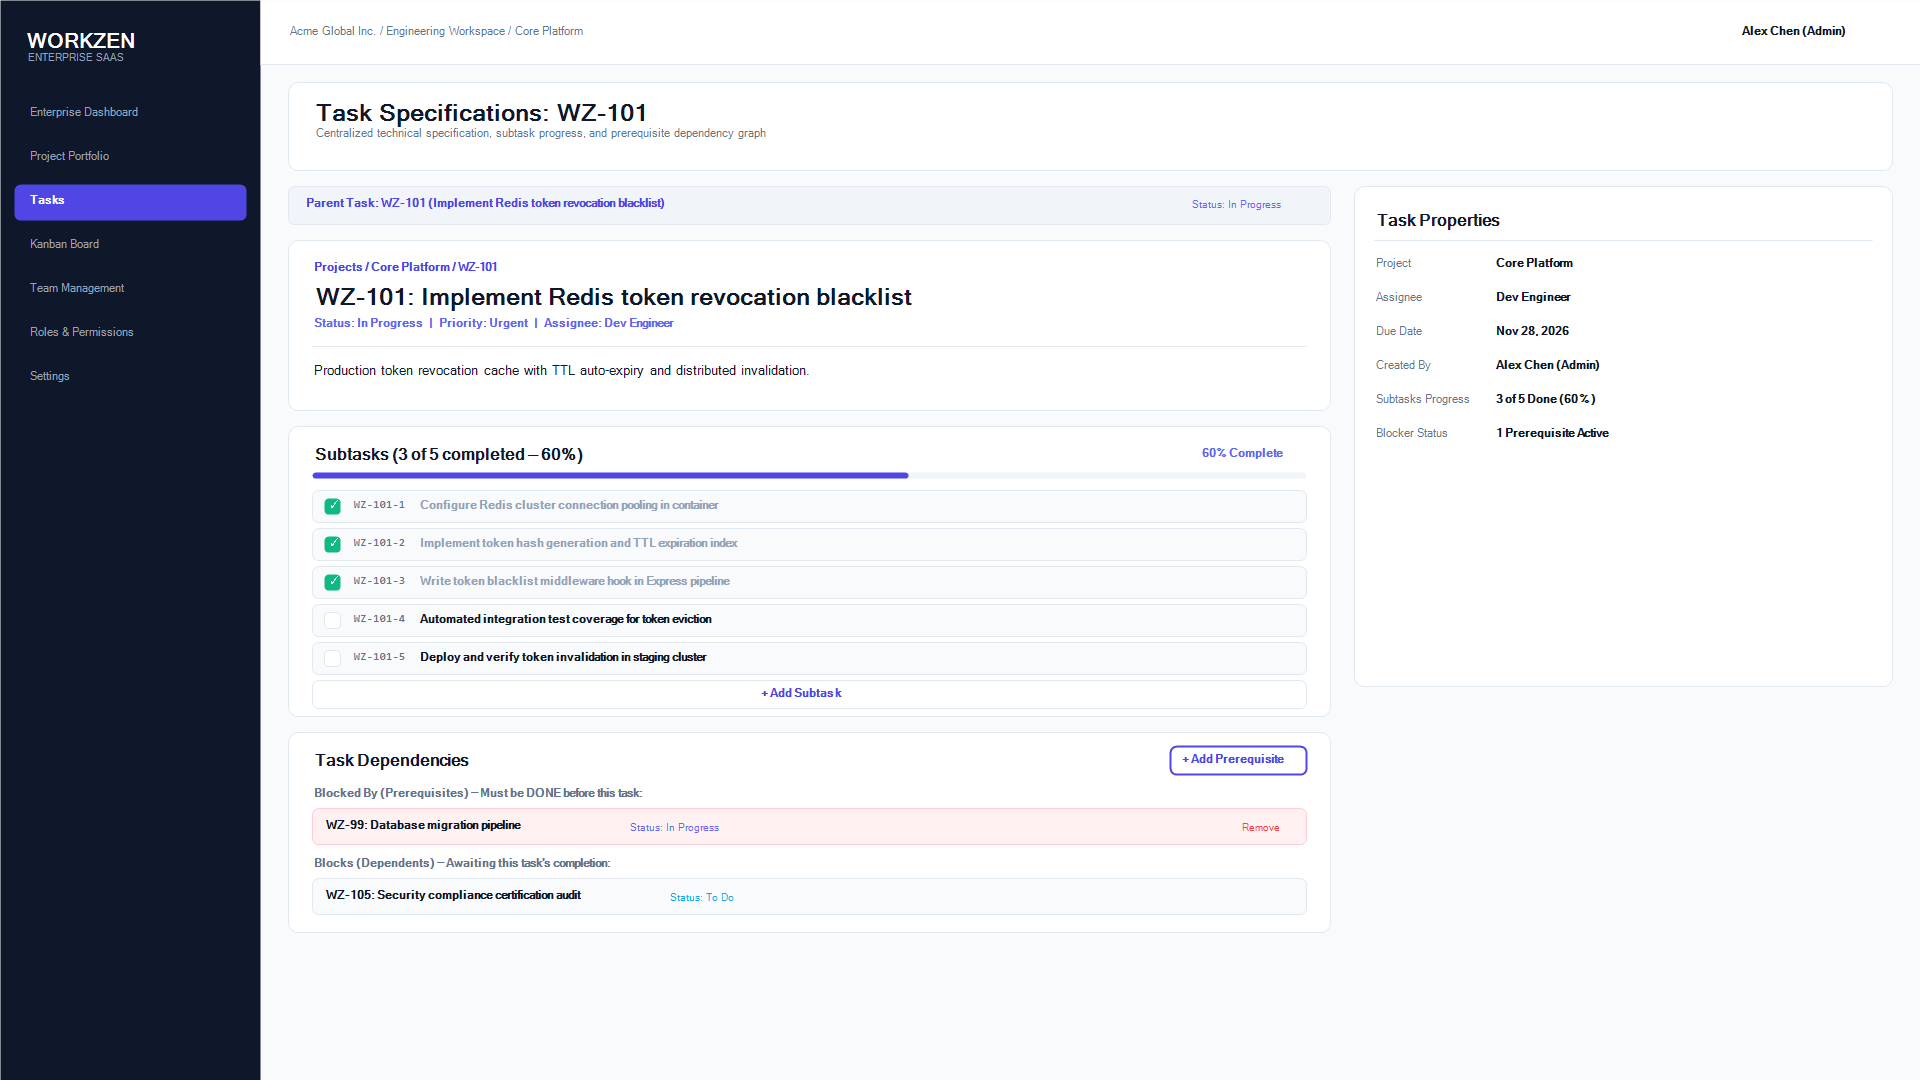 WORKZEN
ENTERPRISE SAAS
Enterprise Dashboard
Project Portfolio
Tasks
Kanban Board
Team Management
Roles & Permissions
Settings
Acme Global Inc. / Engineering Workspace / Core Platform
Alex Chen (Admin)
Task Specifications: WZ-101
Centralized technical specification, subtask progress, and prerequisite dependency graph
Parent Task: WZ-101 (Implement Redis token revocation blacklist)
Status: In Progress
Projects / Core Platform / WZ-101
WZ-101: Implement Redis token revocation blacklist
Status: In Progress | Priority: Urgent | Assignee: Dev Engineer
Production token revocation cache with TTL auto-expiry and distributed invalidation.
Subtasks (3 of 5 completed — 60%)
60% Complete
WZ-101-1 Configure Redis cluster connection pooling in container
WZ-101-2 Implement token hash generation and TTL expiration index
WZ-101-3 Write token blacklist middleware hook in Express pipeline
WZ-101-4 Automated integration test coverage for token eviction
WZ-101-5 Deploy and verify token invalidation in staging cluster
+ Add Subtask
Task Dependencies
+ Add Prerequisite
Blocked By (Prerequisites) — Must be DONE before this task:
WZ-99: Database migration pipeline
Status: In Progress
Remove
Blocks (Dependents) — Awaiting this task's completion:
WZ-105: Security compliance certification audit
Status: To Do
Task Properties
Project Core Platform
Assignee Dev Engineer
Due Date Nov 28, 2026
Created By Alex Chen (Admin)
Subtasks Progress 3 of 5 Done (60%)
Blocker Status 1 Prerequisite Active